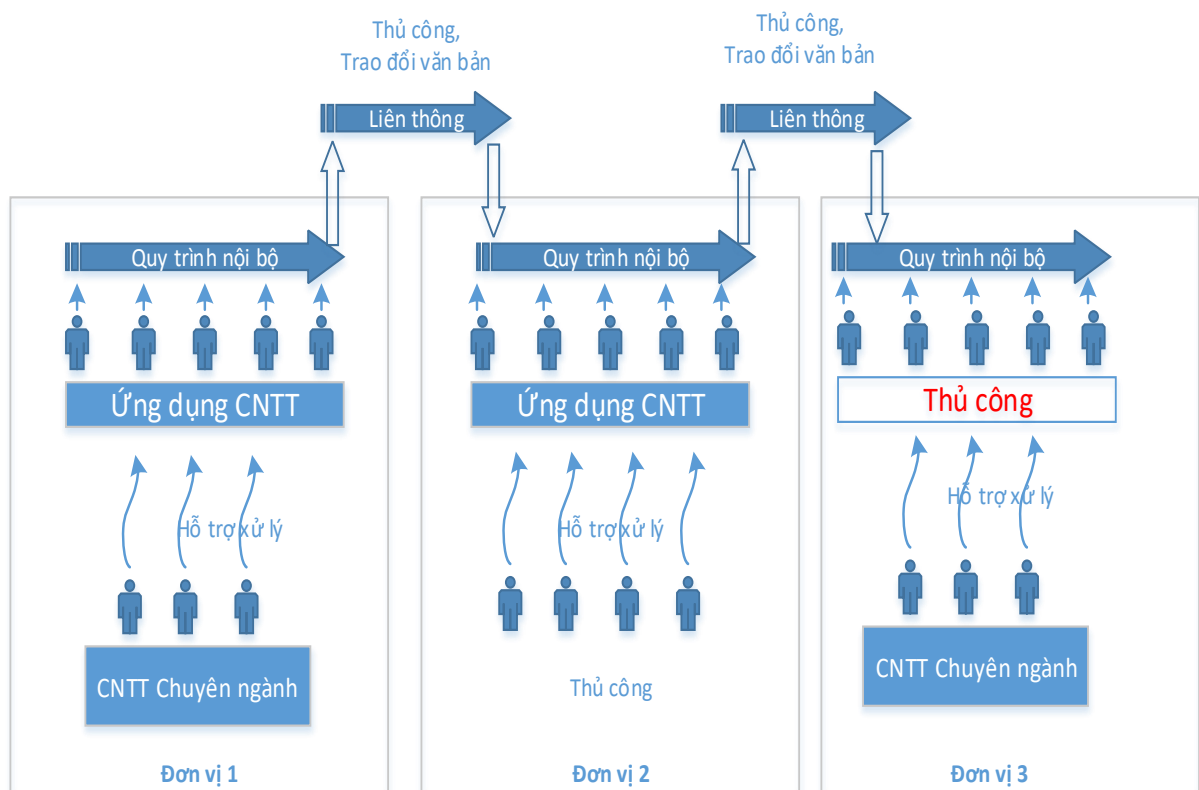 Thủ công,
Trao đổi văn bản
Thủ công,
Trao đổi văn bản
Liên thông
Liên thông
Quy trình nội bộ
Quy trình nội bộ
Quy trình nội bộ
Ứng dụng CNTT
Ứng dụng CNTT
Thủ công
Hỗ trợ xử lý
Hỗ trợ xử lý
Hỗ trợ xử lý
CNTT Chuyên ngành
Thủ công
CNTT Chuyên ngành
Đơn vị 1
Đơn vị 2
Đơn vị 3